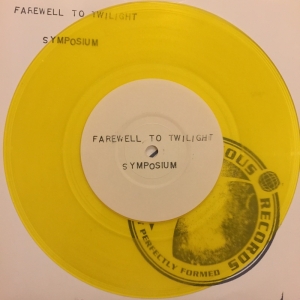 FAREWELL TO TWILIGHT
SYMPOSIUM
FAREWELL TO TWILIGHT
SYMPOSIUM
RECORDS
PERFECTLY FORMED